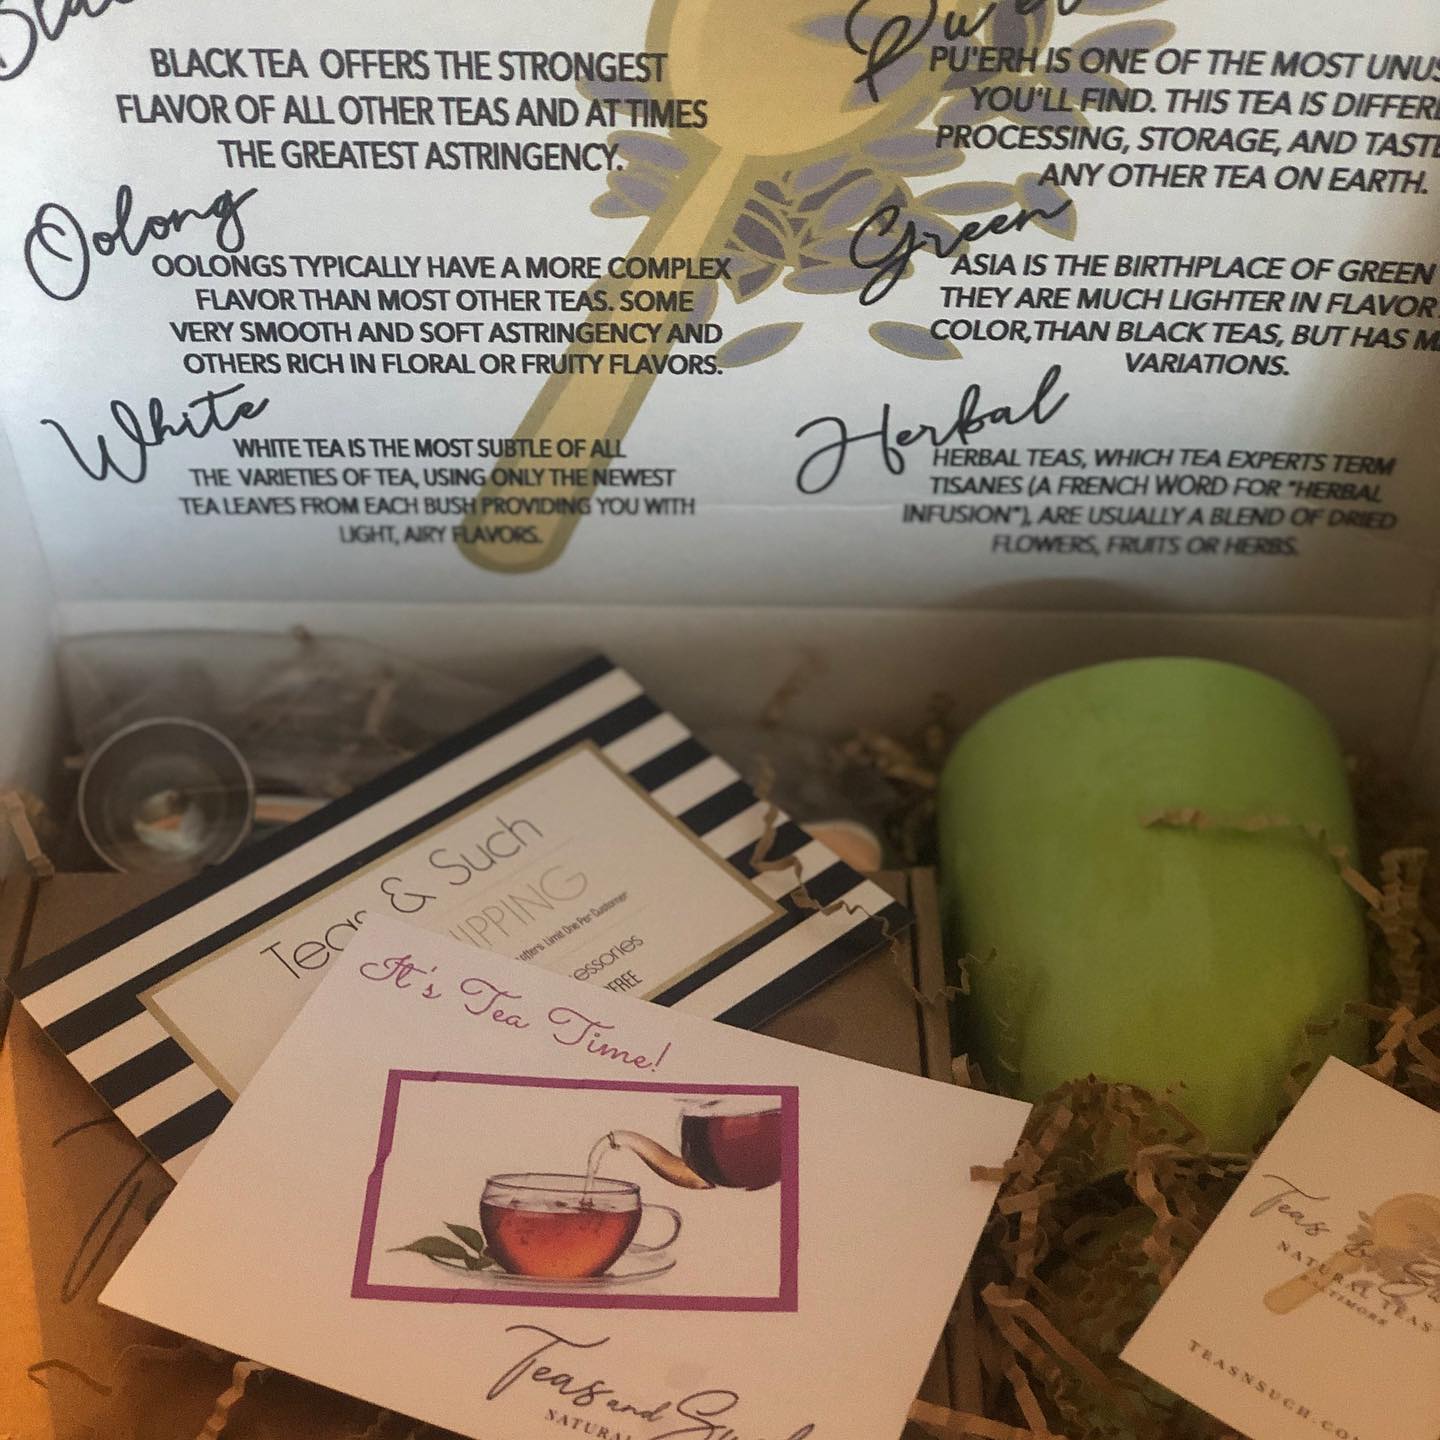 BLACK TEA OFFERS THE STRONGEST
FLAVOR OF ALL OTHER TEAS AND AT TIMES
THE GREATEST ASTRINGENCY.
Oolong
OOLONGS TYPICALLY HAVE A MORE COMPLEX
FLAVOR THAN MOST OTHER TEAS. SOME
VERY SMOOTH AND SOFT ASTRINGENCY AND
OTHERS RICH IN FLORAL OR FRUITY FLAVORS.
White
WHITE TEA IS THE MOST SUBTLE OF ALL
THE VARIETIES OF TEA, USING ONLY THE NEWEST
TEA LEAVES FROM EACH BUSH PROVIDING YOU WITH
LIGHT, AIRY FLAVORS.
PU'ERH IS ONE OF THE MOST
YOU'LL FIND. THIS TEA IS
PROCESSING, STORAGE, AND
ANY OTHER TEA ON EARTH.
Green
ASIA IS THE BIRTHPLACE OF GREEN
THEY ARE MUCH LIGHTER IN FLAVOR
COLOR,THAN BLACK TEAS, BUT HAS
VARIATIONS.
Herbal
HERBAL TEAS, WHICH TEA EXPERTS TERM
TISANES (A FRENCH WORD FOR "HERBAL
INFUSION"), ARE USUALLY A BLEND OF DRIED
FLOWERS, FRUITS OR HERBS.
Teas & Such
Limit One Per Customer
It's Tea Time!
Teas and
Teas &
NATURAL TEAS
BALTIMORE